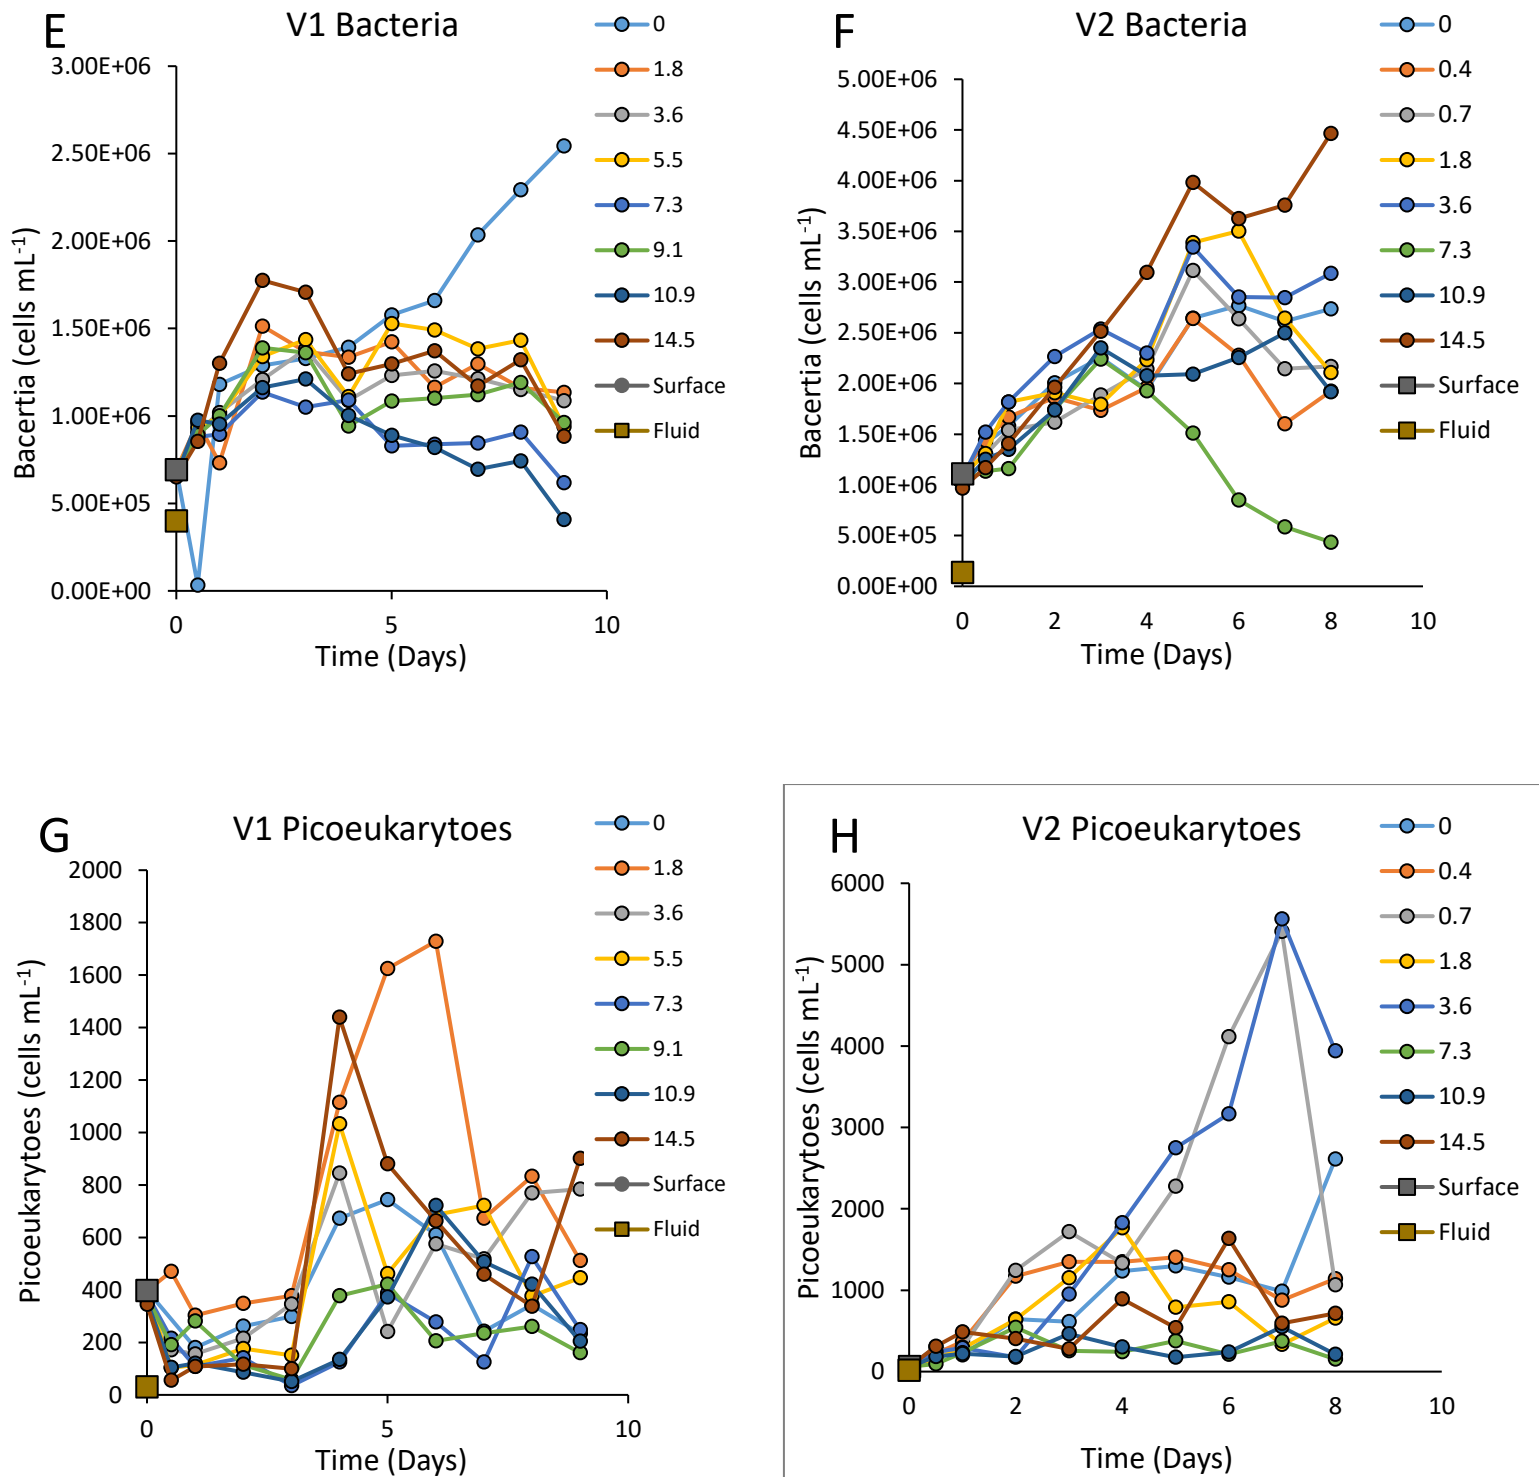 E
V1 Bacteria
3.00E+06
2.50E+06
2.00E+06
1.50E+06
1.00E+06
5.00E+05
0.00E+00
Bacertia (cells mL-1)
0
5
10
Time (Days)
0
1.8
3.6
5.5
7.3
9.1
10.9
14.5
Surface
Fluid
F
V2 Bacteria
5.00E+06
4.50E+06
4.00E+06
3.50E+06
3.00E+06
2.50E+06
2.00E+06
1.50E+06
1.00E+06
5.00E+05
0.00E+00
Bacertia (cells mL-1)
0
2
4
6
8
10
Time (Days)
0
0.4
0.7
1.8
3.6
7.3
10.9
14.5
Surface
Fluid
G
V1 Picoeukarytoes
2000
1800
1600
1400
1200
1000
800
600
400
200
0
Picoeukarytoes (cells mL-1)
0
5
10
Time (Days)
0
1.8
3.6
5.5
7.3
9.1
10.9
14.5
Surface
Fluid
H
V2 Picoeukarytoes
6000
5000
4000
3000
2000
1000
0
Picoeukarytoes (cells mL-1)
0
2
4
6
8
10
Time (Days)
0
0.4
0.7
1.8
3.6
7.3
10.9
14.5
Surface
Fluid